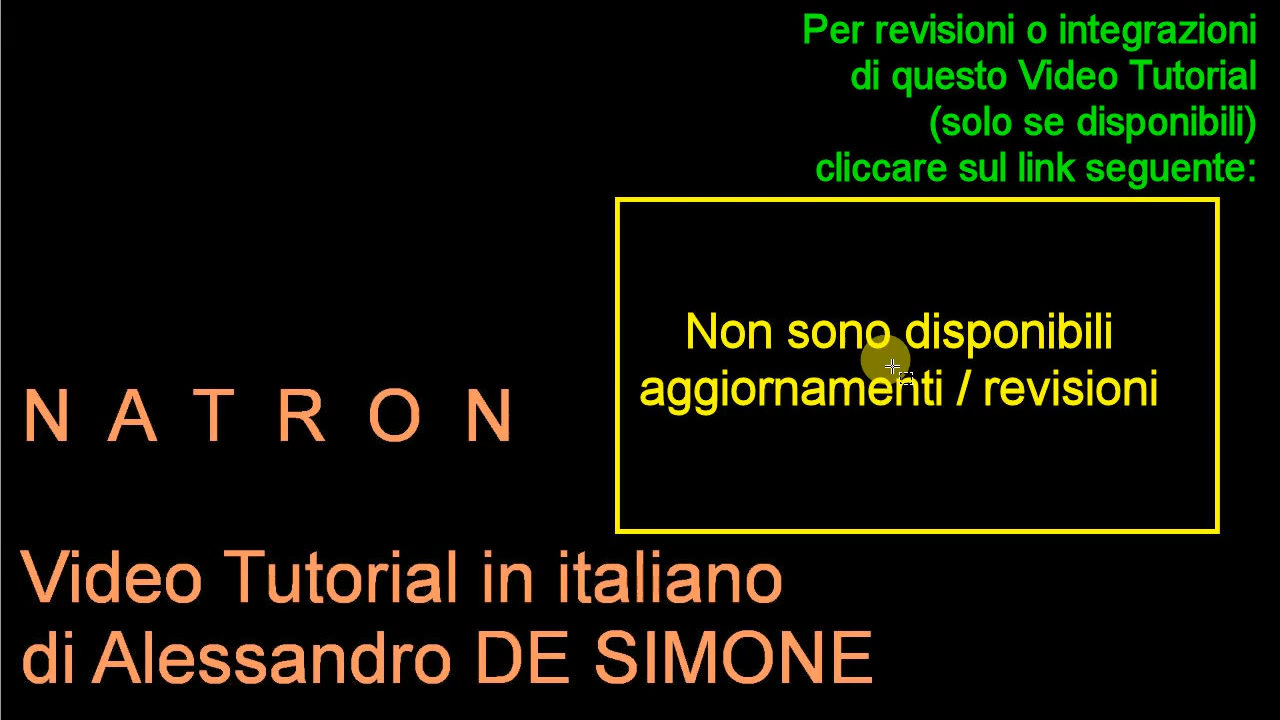 Per revisioni o integrazioni
di questo Video Tutorial
(solo se disponibili)
cliccare sul link seguente:
Non sono disponibili
aggiornamenti / revisioni
N A T R O N
Video Tutorial in italiano
di Alessandro DE SIMONE